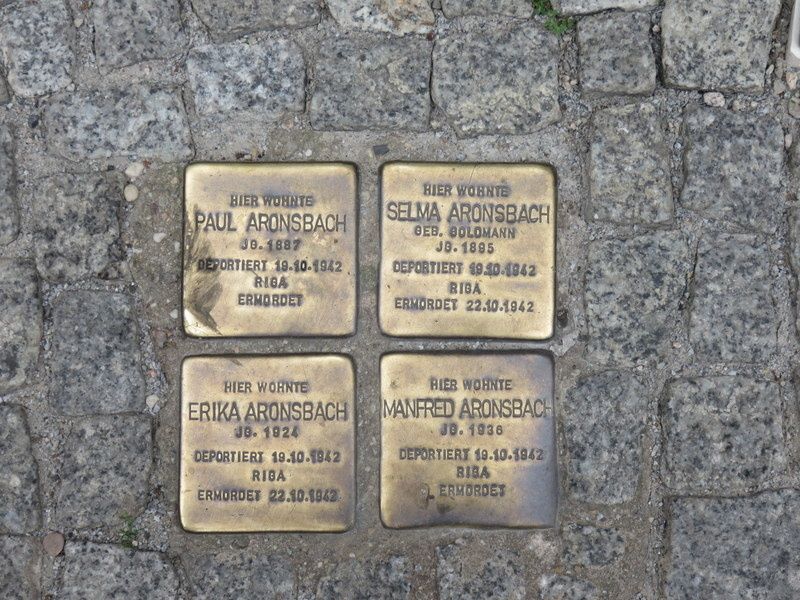 HIER WOHNTE
PAUL ARONSBACH
JG. 1887
DEPORTIERT 19.10.1942
RIGA
ERMORDET
HIER WOHNTE
SELMA ARONSBACH
GEB. GOLDMANN
JG. 1895
DEPORTIERT 19.10.1942
RIGA
ERMORDET 22.10.1942
HIER WOHNTE
ERIKA ARONSBACH
JG. 1924
DEPORTIERT 19.10.1942
RIGA
ERMORDET 22.10.1942
HIER WOHNTE
MANFRED ARONSBACH
JG. 1936
DEPORTIERT 19.10.1942
RIGA
ERMORDET